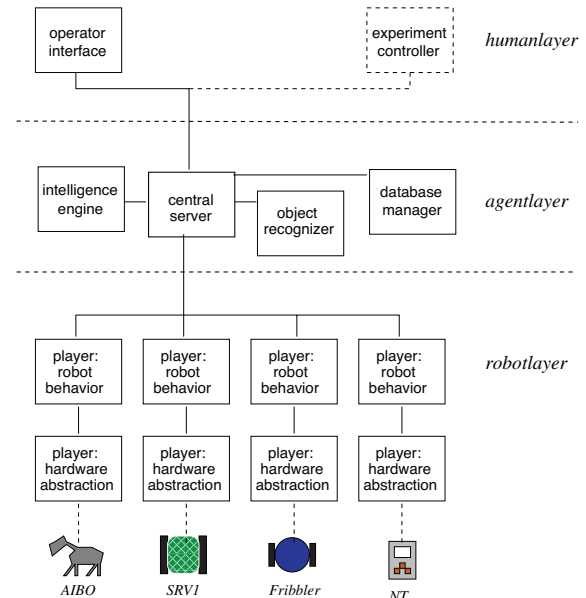 operator
interface
experiment
controller
humanlayer
intelligence
engine
central
server
object
recognizer
database
manager
agentlayer
player:
robot
behavior
player:
robot
behavior
player:
robot
behavior
player:
robot
behavior
robotlayer
player:
hardware
abstraction
player:
hardware
abstraction
player:
hardware
abstraction
player:
hardware
abstraction
AIBO
SRV1
Fribbler
NT